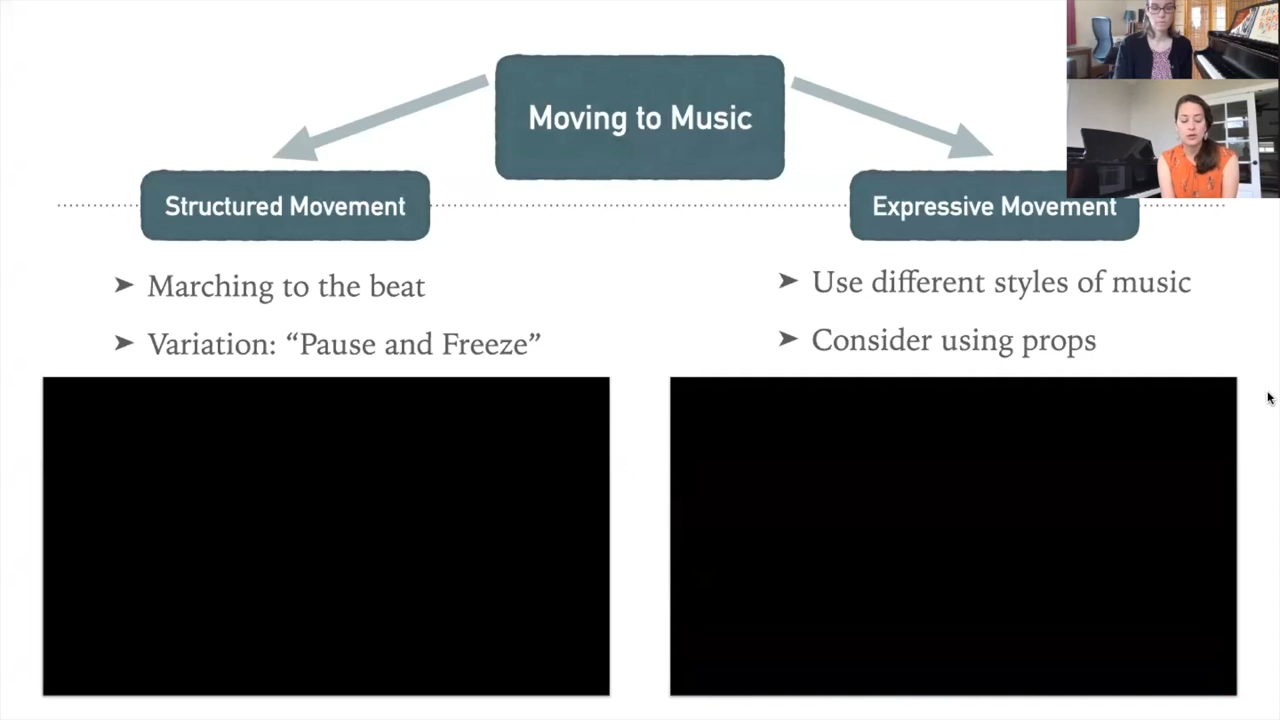 Moving to Music
Structured Movement
➤ Marching to the beat
➤ Variation: “Pause and Freeze”
Expressive Movement
➤ Use different styles of music
➤ Consider using props